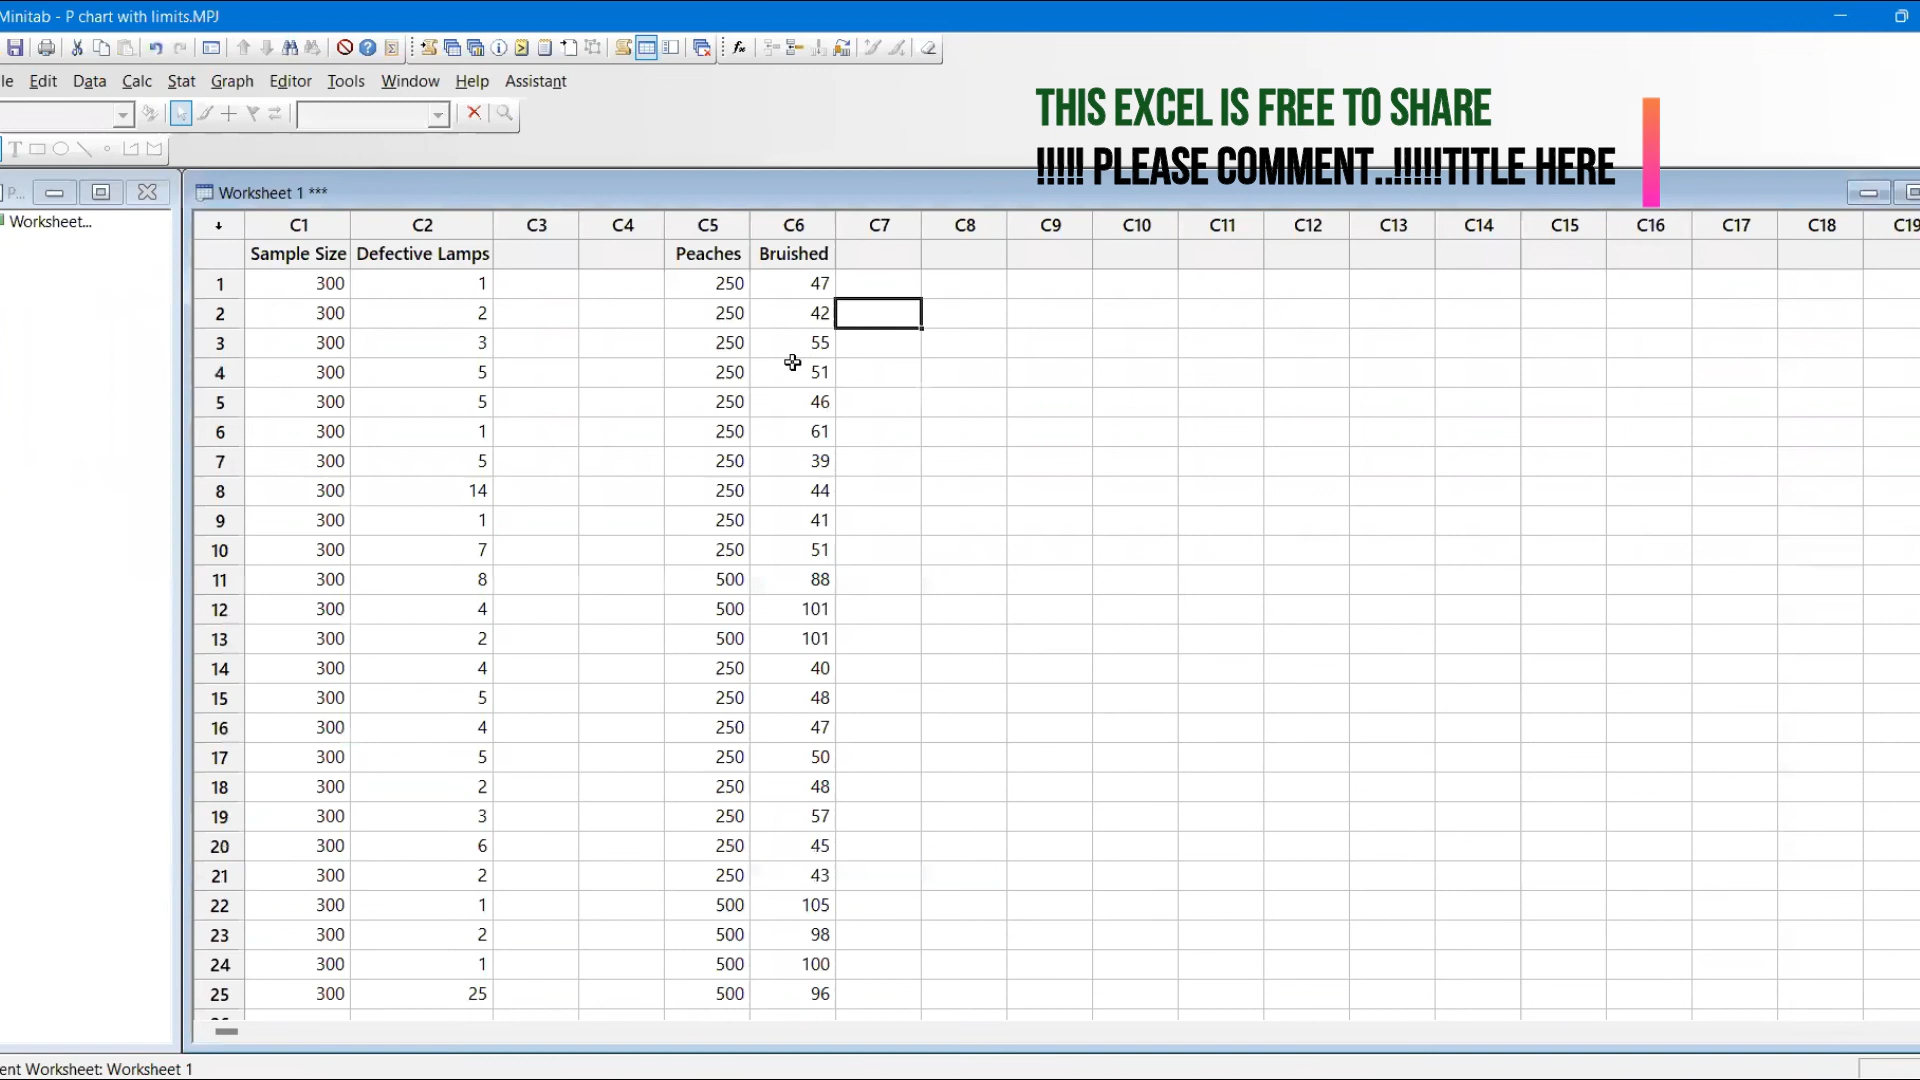 Minitab - P chart with limits.MPJ
le Edit Data Calc Stat Graph Editor Tools Window Help Assistant
THIS EXCEL IS FREE TO SHARE
!!!!! PLEASE COMMENT..!!!!!TITLE HERE
P...
Worksheet 1 ***
Worksheet...
C1 C2 C3 C4 C5 C6 C7 C8 C9 C10 C11 C12 C13 C14 C15 C16 C17 C18 C19
Sample Size Defective Lamps Peaches Bruished
1 300 1 250 47
2 300 2 250 42
3 300 3 250 55
4 300 5 250 51
5 300 5 250 46
6 300 1 250 61
7 300 5 250 39
8 300 14 250 44
9 300 1 250 41
10 300 7 250 51
11 300 8 500 88
12 300 4 500 101
13 300 2 500 101
14 300 4 250 40
15 300 5 250 48
16 300 4 250 47
17 300 5 250 50
18 300 2 250 48
19 300 3 250 57
20 300 6 250 45
21 300 2 250 43
22 300 1 500 105
23 300 2 500 98
24 300 1 500 100
25 300 25 500 96
ent Worksheet: Worksheet 1